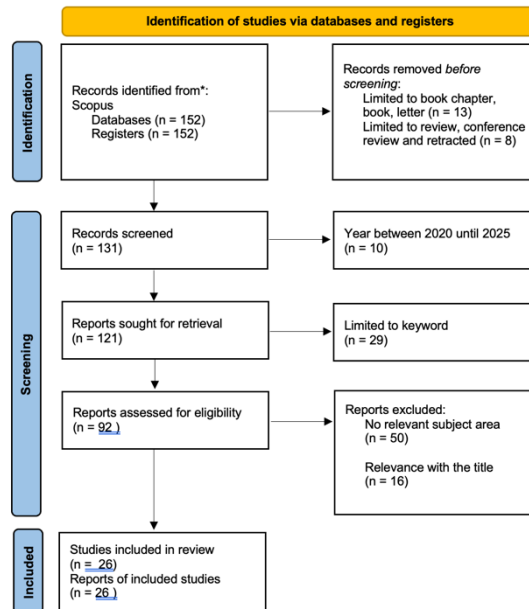 Identification of studies via databases and registers
Identification
Records identified from*:
Scopus
Databases (n = 152)
Registers (n = 152)
Records removed before
screening:
Limited to book chapter,
book, letter (n = 13)
Limited to review, conference
review and retracted (n = 8)
Screening
Records screened
(n = 131)
Year between 2020 until 2025
(n = 10)
Reports sought for retrieval
(n = 121)
Limited to keyword
(n = 29)
Reports assessed for eligibility
(n = 92 )
Reports excluded:
No relevant subject area
(n = 50)
Relevance with the title
(n = 16)
Included
Studies included in review
(n = 26)
Reports of included studies
(n = 26 )